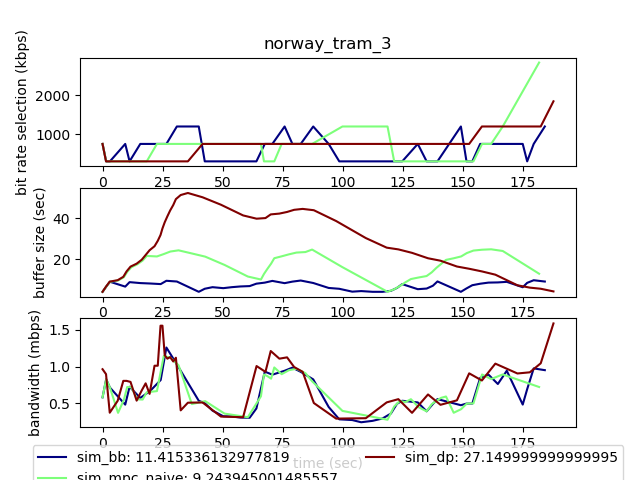 norway_tram_3
bit rate selection (kbps)
2000
1000
0 25 50 75 100 125 150 175
buffer size (sec)
40
20
0 25 50 75 100 125 150 175
bandwidth (mbps)
1.5
1.0
0.5
0 25 50 75 100 125 150 175
time (sec)
sim_bb: 11.415336132977819
sim_dp: 27.149999999999995
sim_mpc_naive: 9.243945001485557